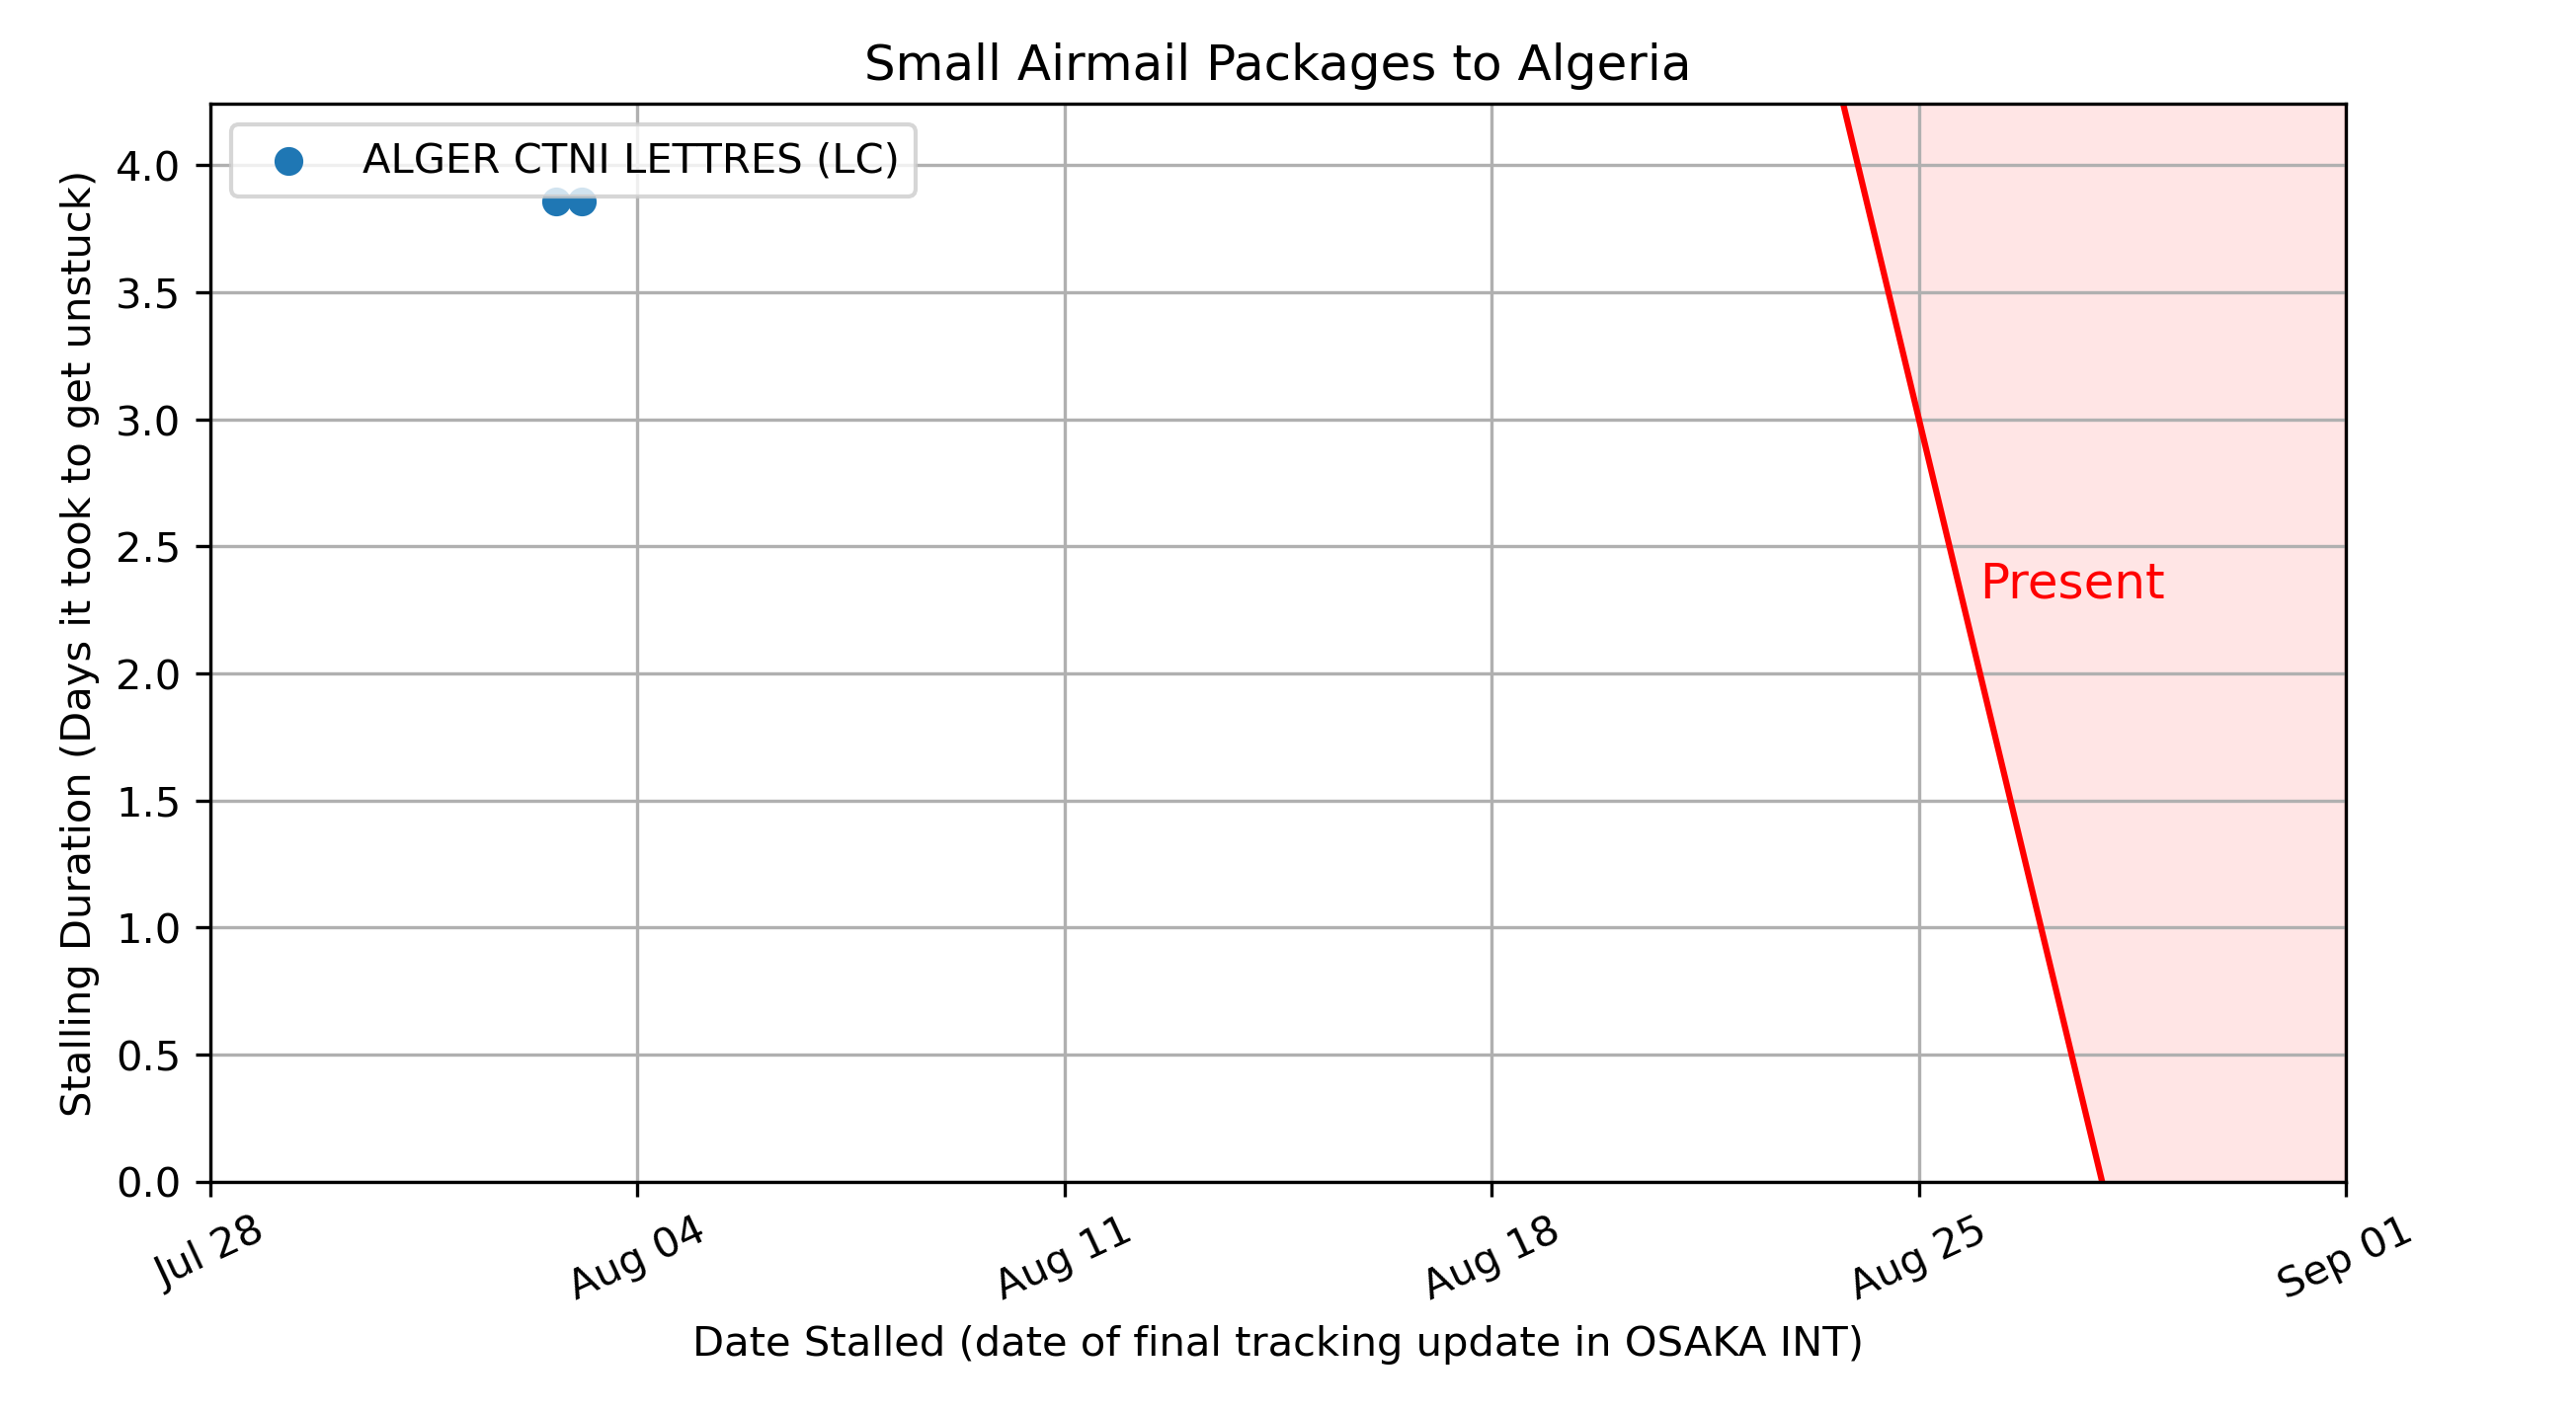 Small Airmail Packages to Algeria
ALGER CTNI LETTRES (LC)
Stalling Duration (Days it took to get unstuck)
4.0
3.5
3.0
2.5
2.0
1.5
1.0
0.5
0.0
Present
Jul 28
Aug 04
Aug 11
Aug 18
Aug 25
Sep 01
Date Stalled (date of final tracking update in OSAKA INT)